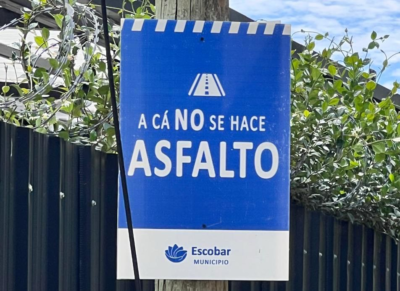 A CÁ NO SE HACE
ASFALTO
Escobar
MUNICIPIO